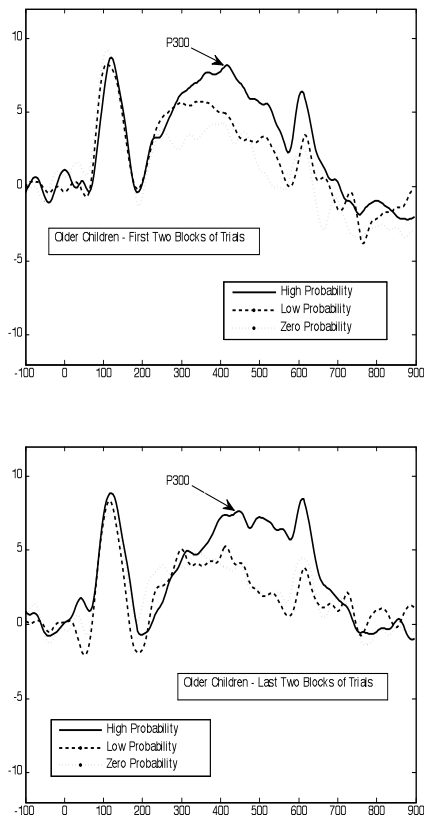 10
5
0
-5
-10
P300
Older Children - First Two Blocks of Trials
High Probability
Low Probability
Zero Probability
-100 0 100 200 300 400 500 600 700 800 900
10
5
0
-5
-10
P300
Older Children - Last Two Blocks of Trials
High Probability
Low Probability
Zero Probability
-100 0 100 200 300 400 500 600 700 800 900